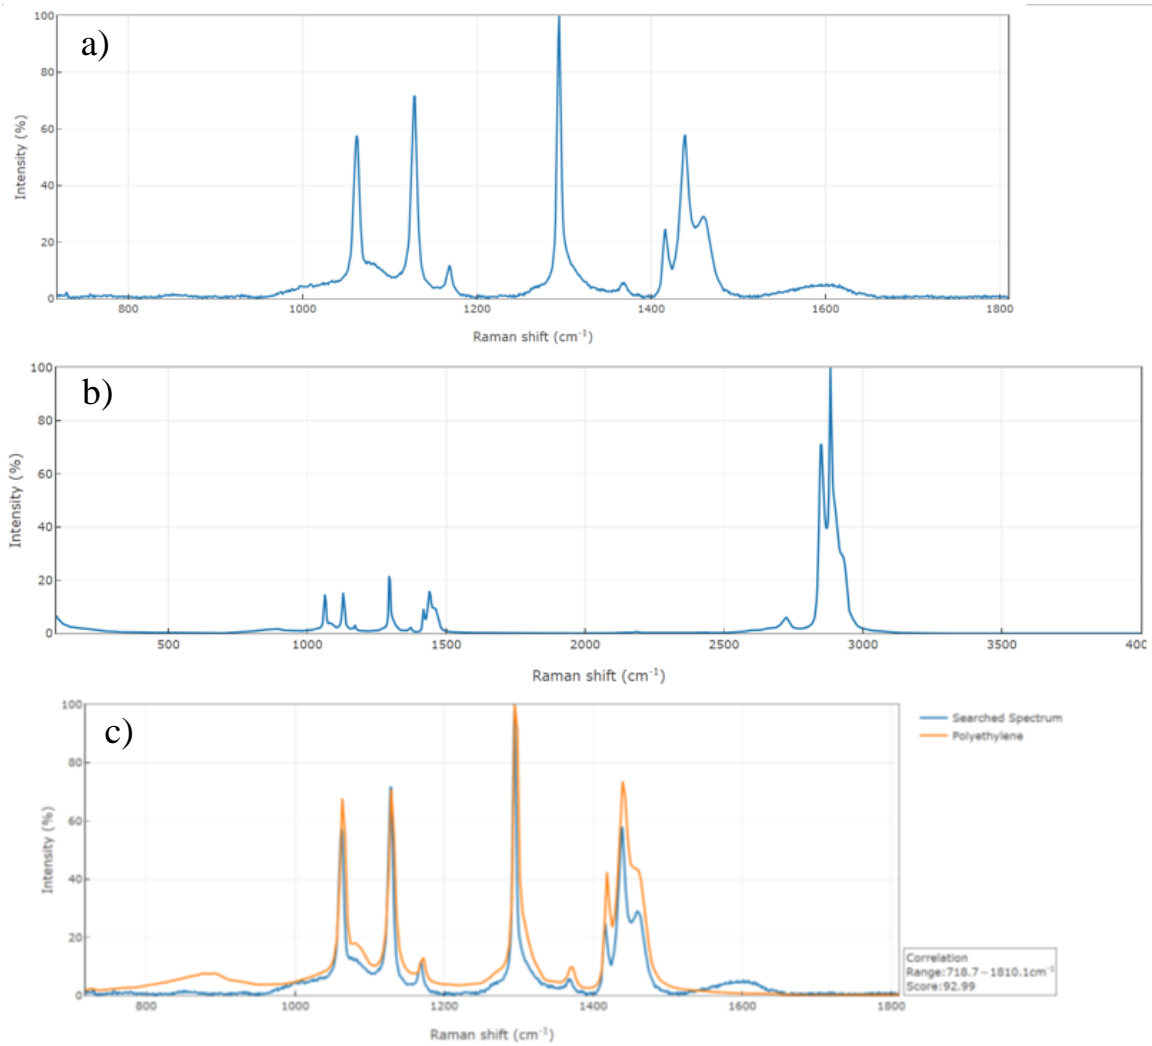 a)
100
80
60
40
20
0
Intensity (%)
800 1000 1200 1400 1600 1800
Raman shift (cm⁻¹)
b)
100
80
60
40
20
0
Intensity (%)
500 1000 1500 2000 2500 3000 3500 400
Raman shift (cm⁻¹)
c)
100
80
60
40
20
0
Intensity (%)
800 1000 1200 1400 1600 1800
Raman shift (cm⁻¹)
Searched Spectrum
Polyethylene
Correlation
Range:718.7−1810.1cm⁻¹
Score:92.99